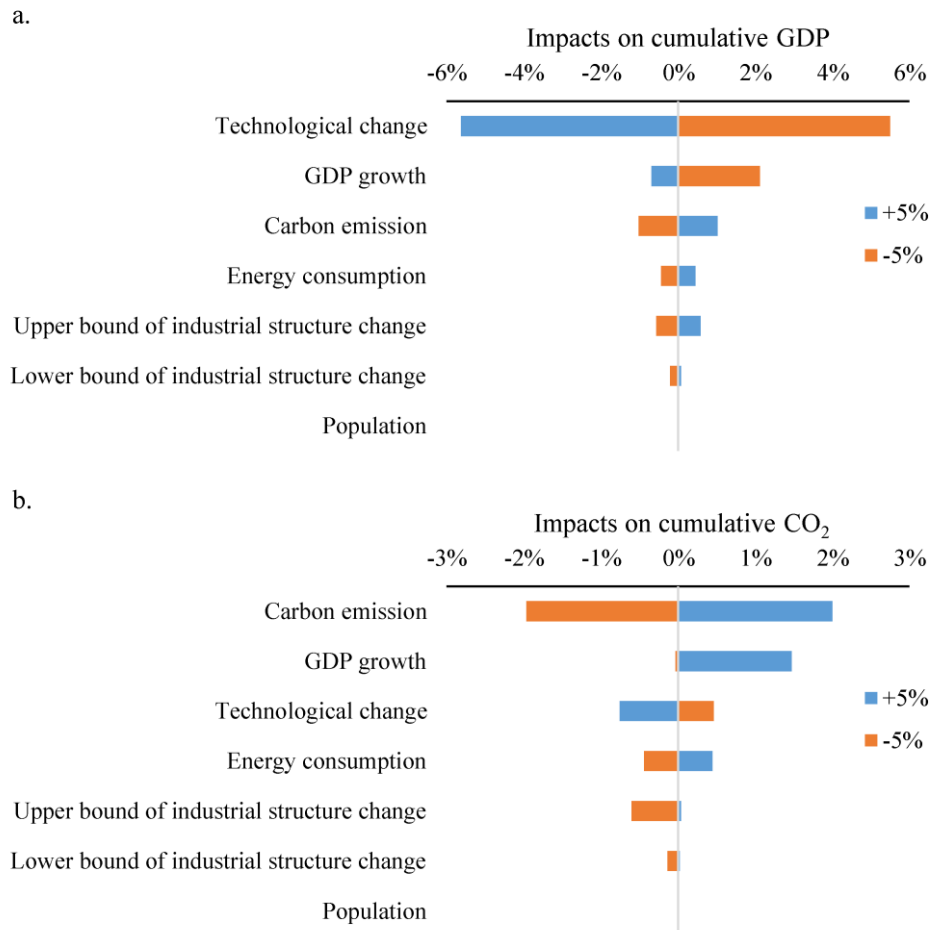 a.
Impacts on cumulative GDP
-6% -4% -2% 0% 2% 4% 6%
Technological change
GDP growth
Carbon emission
Energy consumption
Upper bound of industrial structure change
Lower bound of industrial structure change
Population
+5%
-5%
b.
Impacts on cumulative CO₂
-3% -2% -1% 0% 1% 2% 3%
Carbon emission
GDP growth
Technological change
Energy consumption
Upper bound of industrial structure change
Lower bound of industrial structure change
Population
+5%
-5%